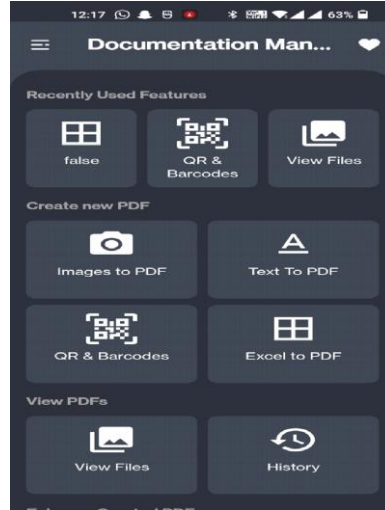 12:17 63%
Documentation Man...
Recently Used Features
false
QR &
Barcodes
View Files
Create new PDF
Images to PDF
Text To PDF
QR & Barcodes
Excel to PDF
View PDFs
View Files
History